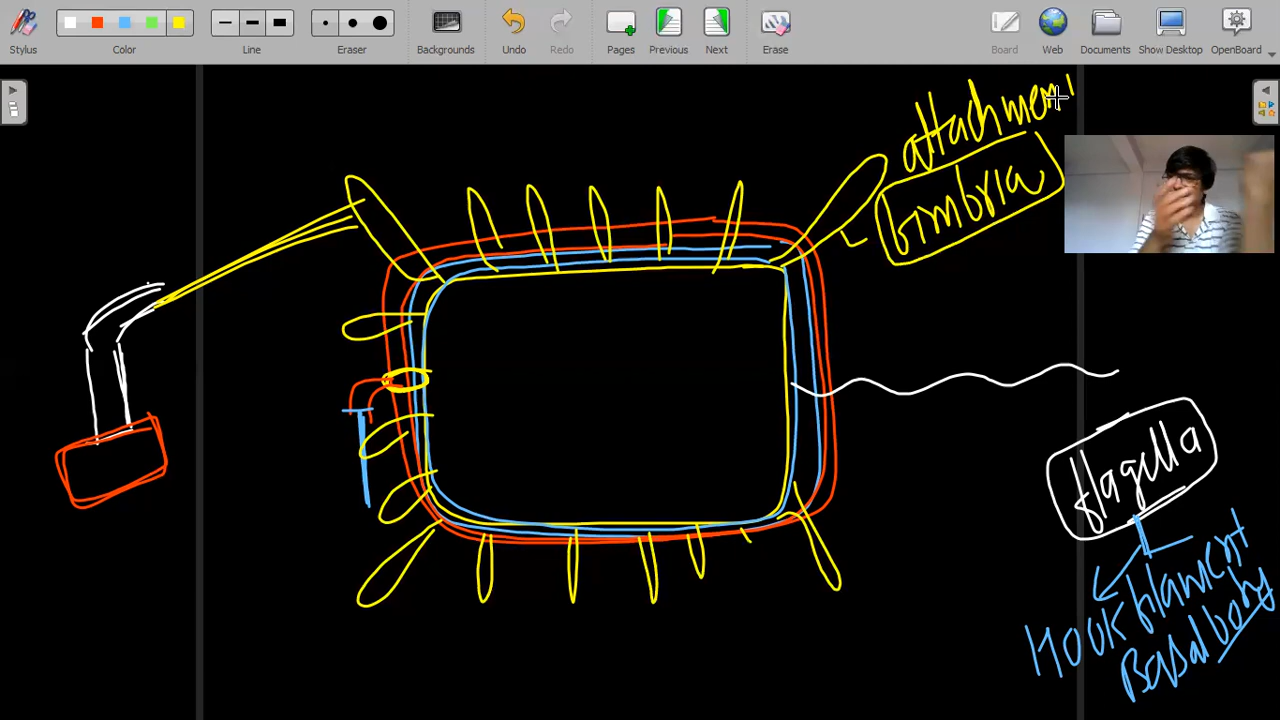 Stylus
Color
Line
Eraser
Backgrounds
Undo
Redo
Pages
Previous
Next
Erase
Board
Web
Documents
Show Desktop
OpenBoard
attachment
fimbria
flagella
Hook filament
Basal body